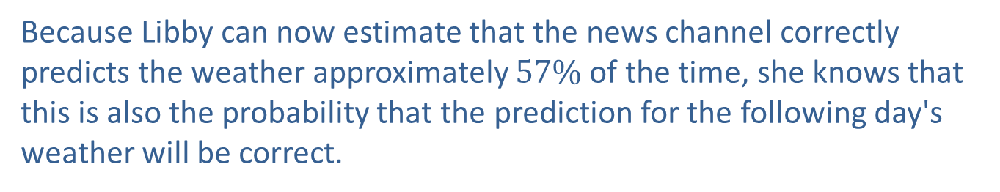 Because Libby can now estimate that the news channel correctly
predicts the weather approximately 57% of the time, she knows that
this is also the probability that the prediction for the following day's
weather will be correct.